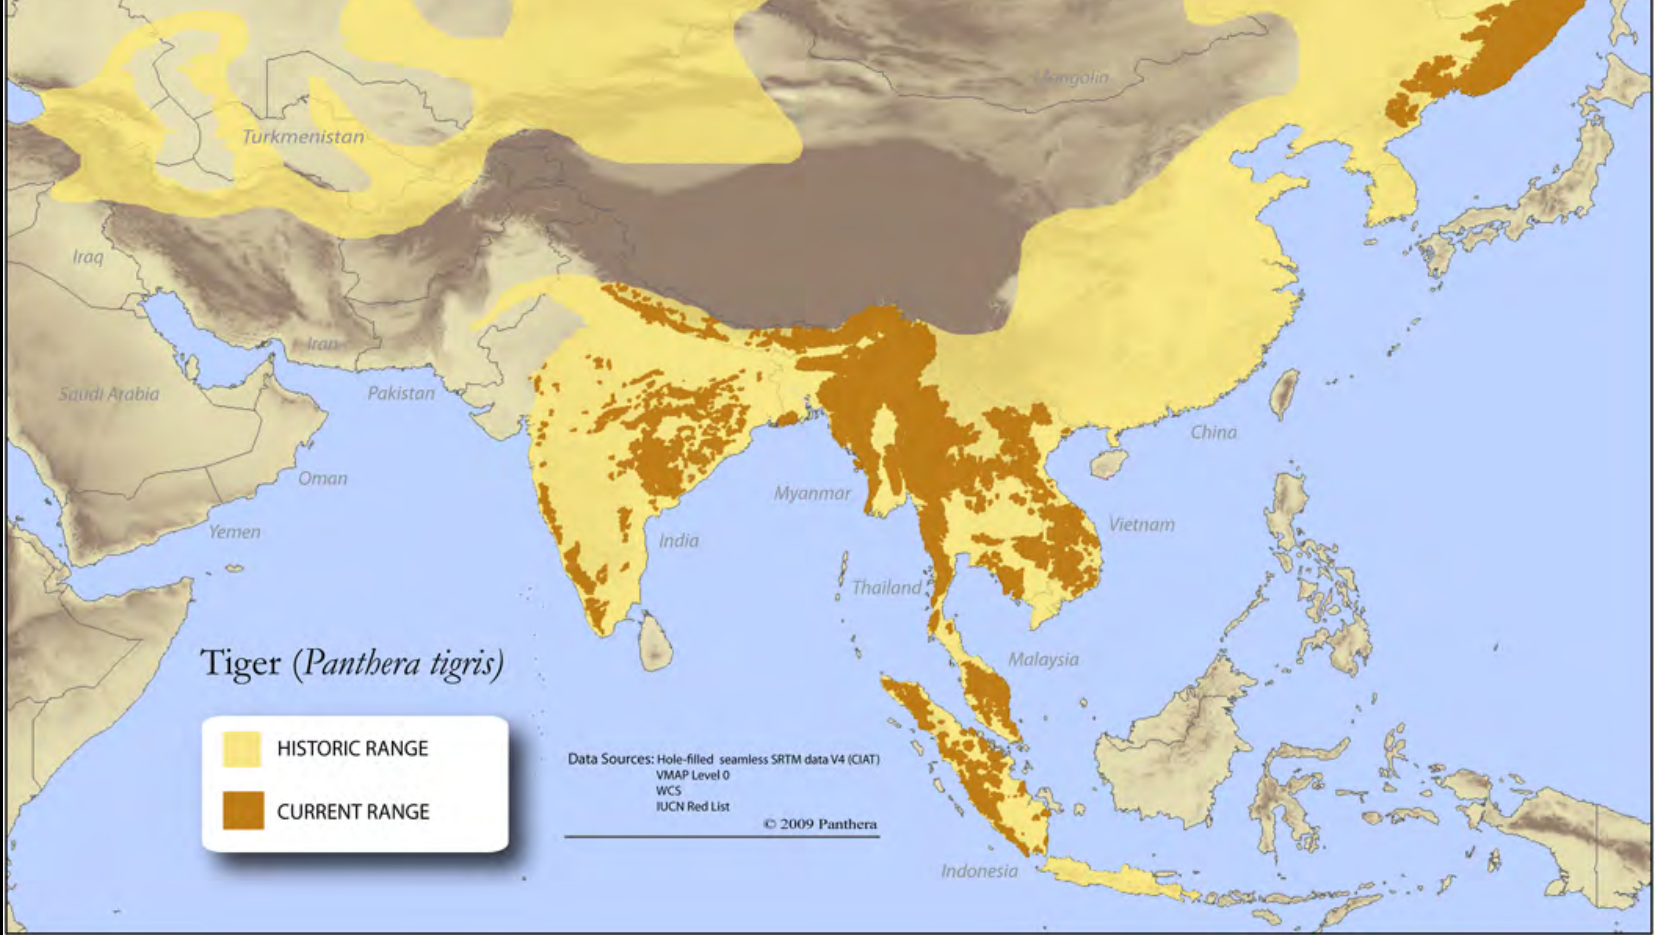 Mongolin
Turkmenistan
Iraq
Iran
Saudi Arabia
Pakistan
China
Oman
Myanmar
Vietnam
Yemen
India
Thailand
Malaysia
Tiger (Panthera tigris)
HISTORIC RANGE
CURRENT RANGE
Data Sources: Hole-filled seamless SRTM data V4 (CIAT)
VMAP Level 0
WCS
IUCN Red List
© 2009 Panthera
Indonesia